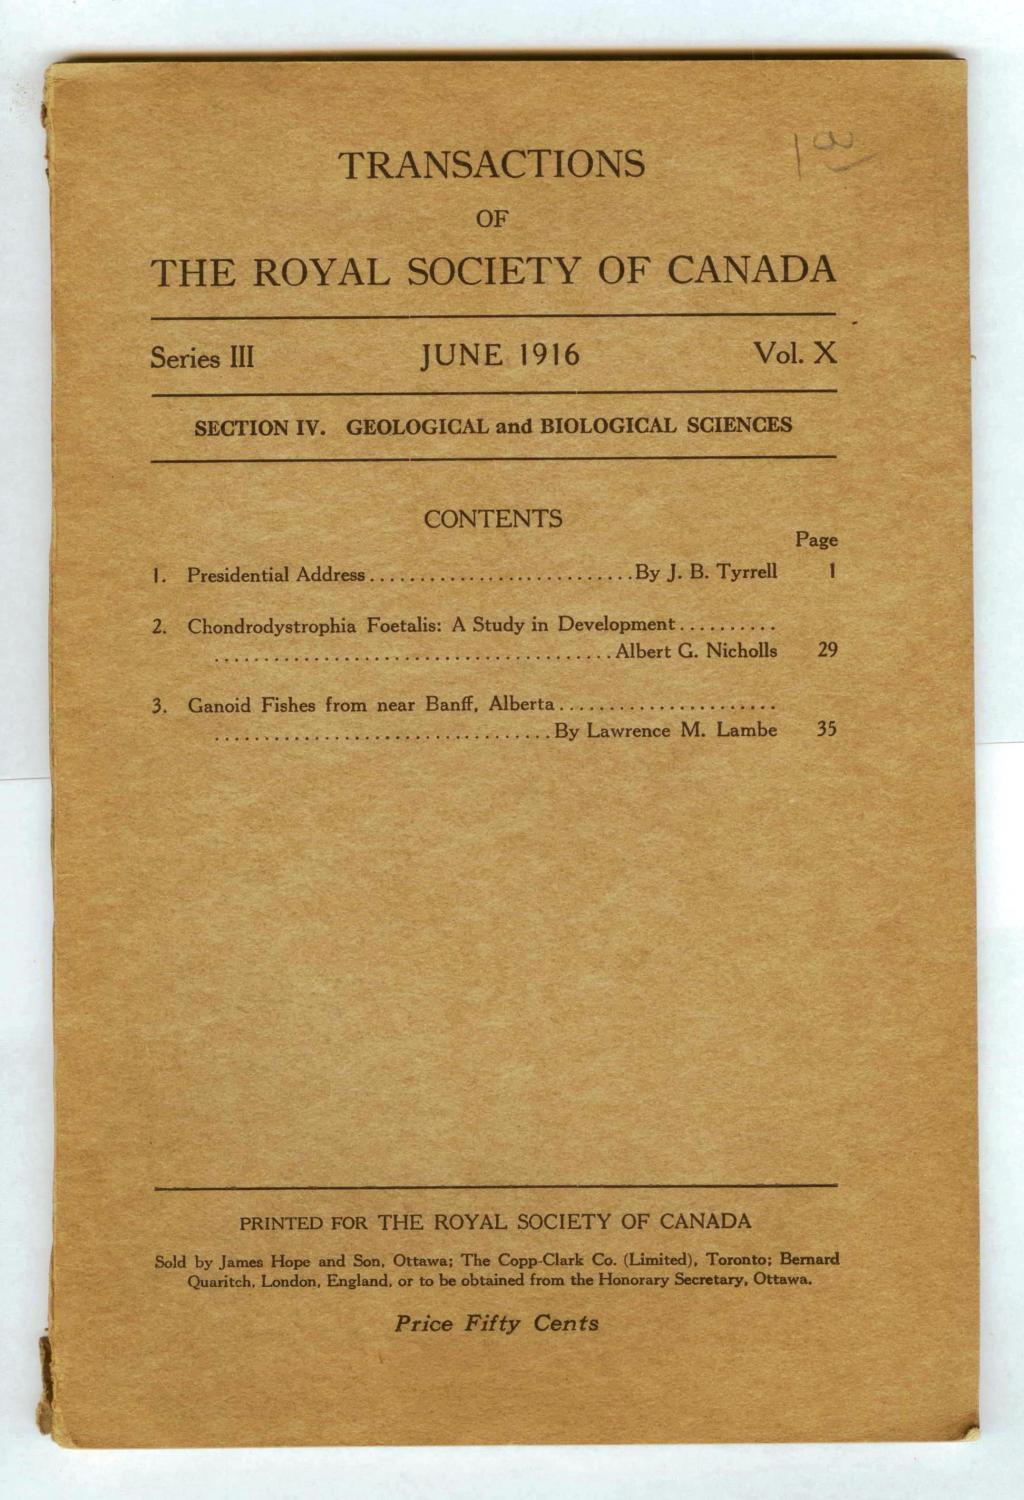 TRANSACTIONS
OF
THE ROYAL SOCIETY OF CANADA
Series III JUNE 1916 Vol. X
SECTION IV. GEOLOGICAL and BIOLOGICAL SCIENCES
CONTENTS
Page
1. Presidential Address...........................By J. B. Tyrrell 1
2. Chondrodystrophia Foetalis: A Study in Development..........
........................................Albert G. Nicholls 29
3. Ganoid Fishes from near Banff, Alberta......................
..................................By Lawrence M. Lambe 35
PRINTED FOR THE ROYAL SOCIETY OF CANADA
Sold by James Hope and Son, Ottawa; The Copp-Clark Co. (Limited), Toronto; Bernard
Quaritch, London, England, or to be obtained from the Honorary Secretary, Ottawa.
Price Fifty Cents